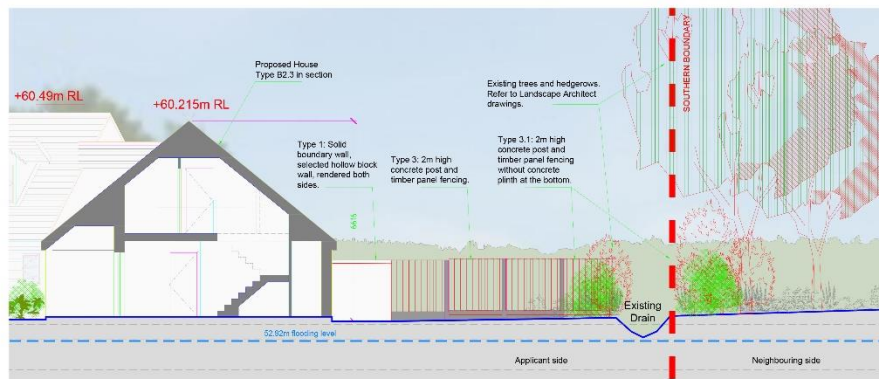 SOUTHERN BOUNDARY
Proposed House
Type B2.3 in section
+60.49m RL
+60.215m RL
Existing trees and hedgerows.
Refer to Landscape Architect
drawings.
Type 1: Solid
boundary wall,
selected hollow block
wall, rendered both
sides.
Type 3: 2m high
concrete post and
timber panel fencing.
Type 3.1: 2m high
concrete post and
timber panel fencing
without concrete
plinth at the bottom.
Existing
Drain
52.92m flooding level
Applicant side
Neighbouring side